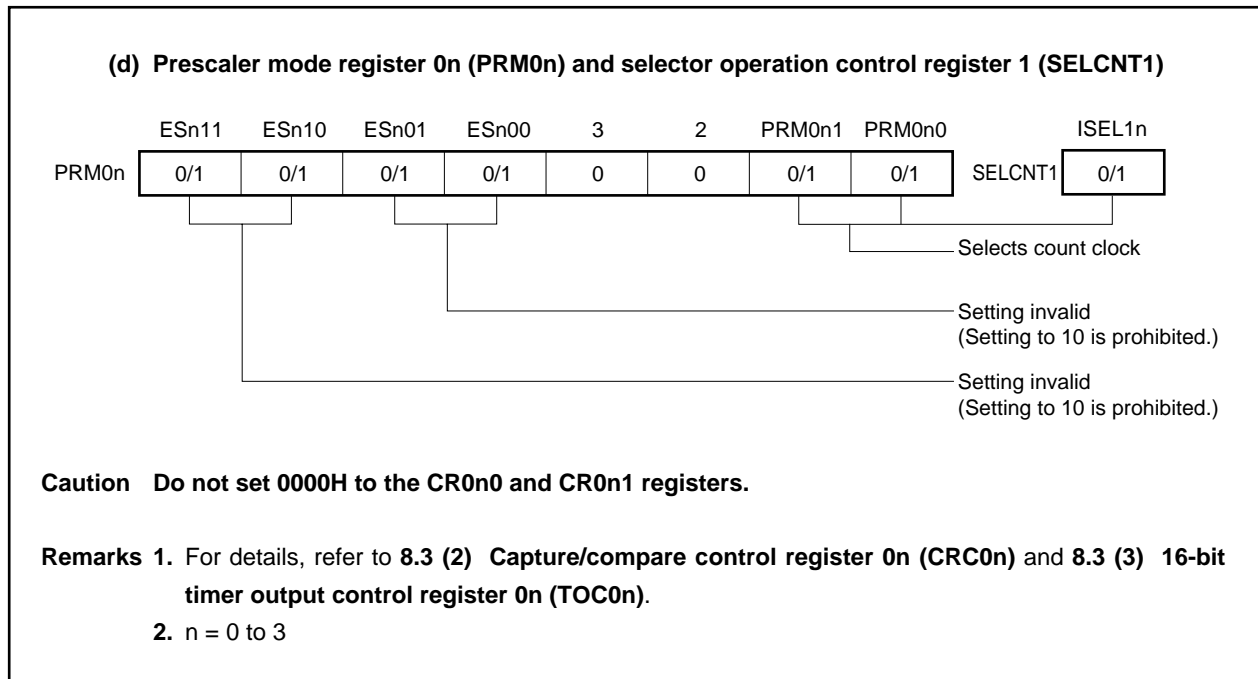 (d) Prescaler mode register 0n (PRM0n) and selector operation control register 1 (SELCNT1)
ESn11 ESn10 ESn01 ESn00 3 2 PRM0n1 PRM0n0 ISEL1n
PRM0n 0/1 0/1 0/1 0/1 0 0 0/1 0/1 SELCNT1 0/1
Selects count clock
Setting invalid
(Setting to 10 is prohibited.)
Setting invalid
(Setting to 10 is prohibited.)
Caution Do not set 0000H to the CR0n0 and CR0n1 registers.
Remarks 1. For details, refer to 8.3 (2) Capture/compare control register 0n (CRC0n) and 8.3 (3) 16-bit
timer output control register 0n (TOC0n).
2. n = 0 to 3